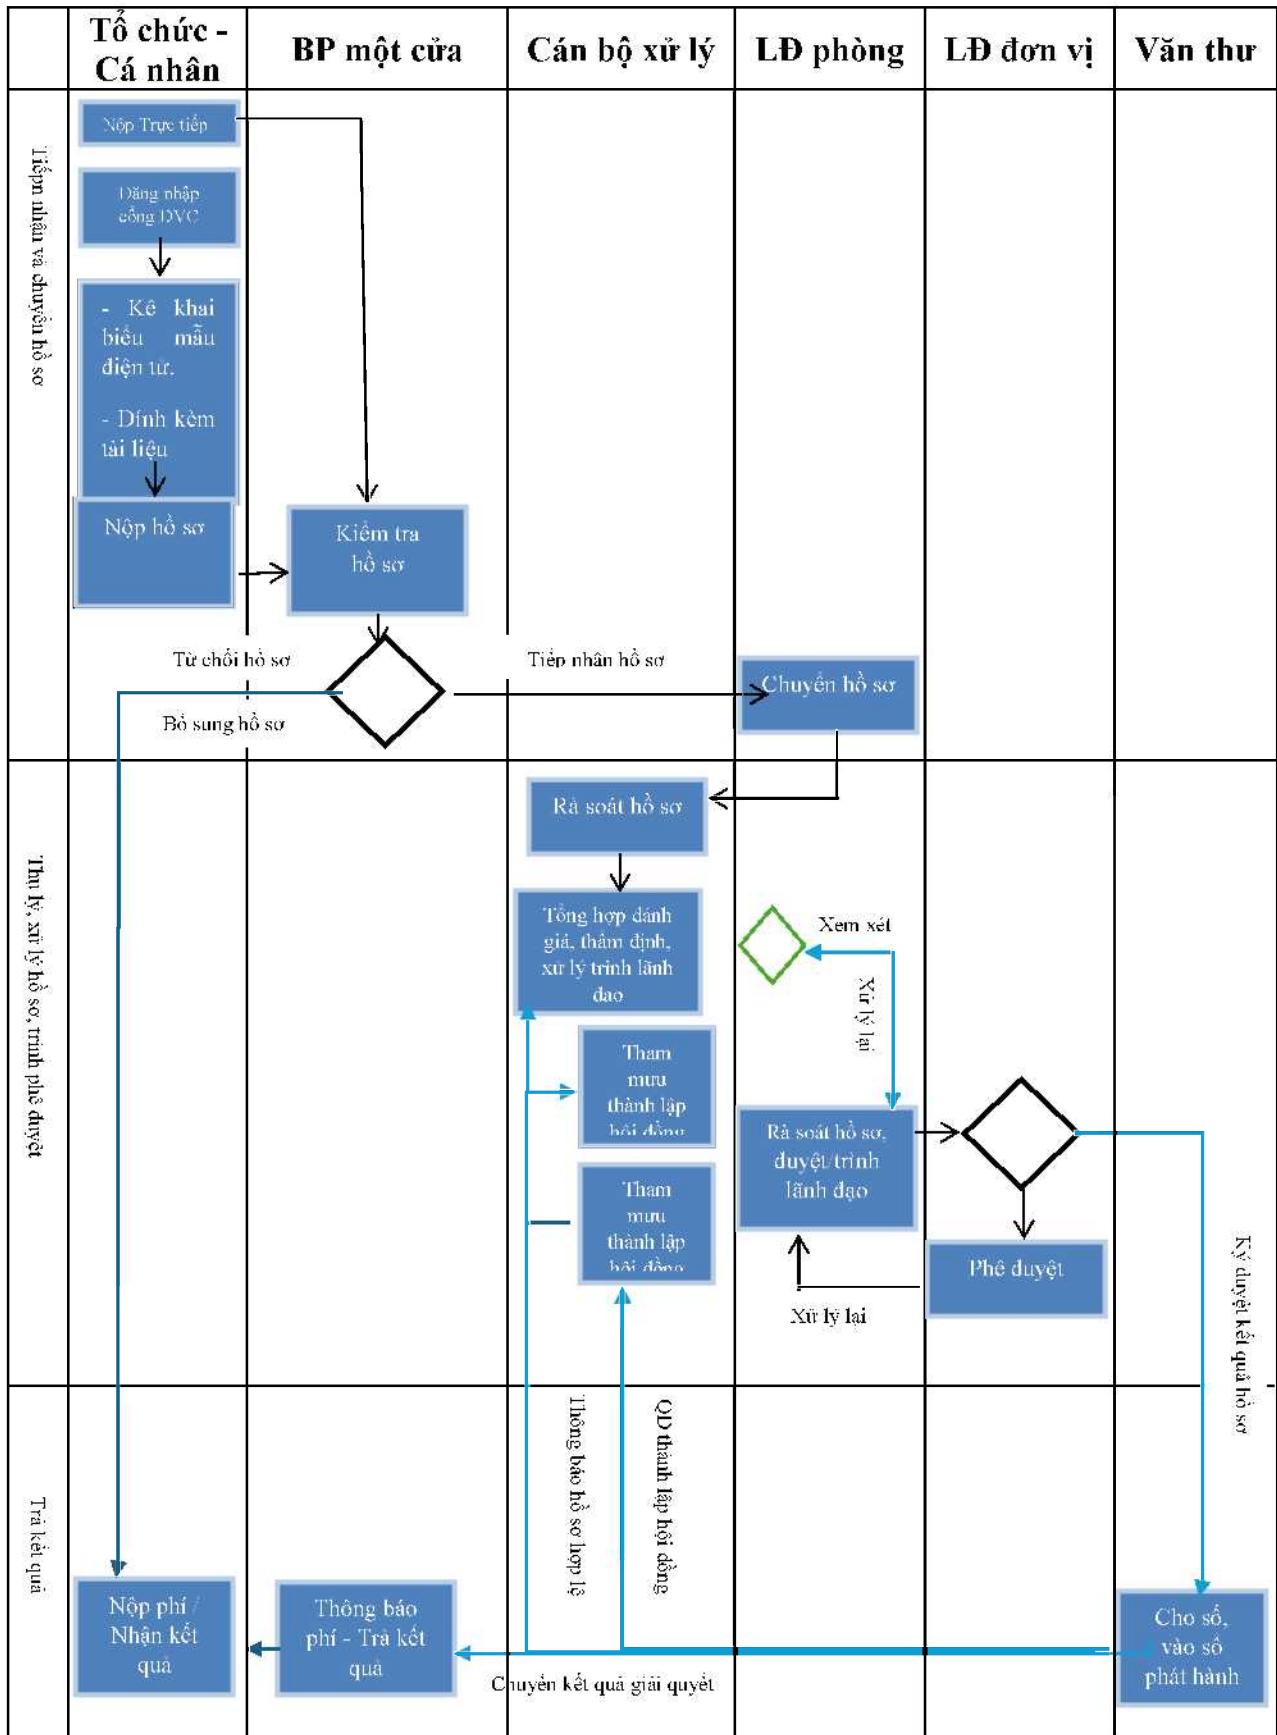 Tổ chức -
Cá nhân
BP một cửa
Cán bộ xử lý
LĐ phòng
LĐ đơn vị
Văn thư
Tiếpn nhận và chuyển hồ sơ
Nộp Trực tiếp
Đăng nhập
cổng DVC
- Kê khai
biểu mẫu
điện tử.
- Đính kèm
tài liệu
Nộp hồ sơ
Kiểm tra
hồ sơ
Từ chối hồ sơ
Tiếp nhân hồ sơ
Bổ sung hồ sơ
Chuyển hồ sơ
Thụ lý, xử lý hồ sơ, trình phê duyệt
Rà soát hồ sơ
Tổng hợp đánh
giá, thẩm định,
xử lý trình lãnh
đạo
Xem xét
Xử lý lại
Tham
mưu
thành lập
hội đồng
Rà soát hồ sơ,
duyệt/trình
lãnh đạo
Tham
mưu
thành lập
hội đồng
Phê duyệt
Xử lý lại
Ký duyệt kết quả hồ sơ
Trả kết quả
Thông báo hồ sơ hợp lệ
QĐ thành lập hội đồng
Nộp phí /
Nhận kết
quả
Thông báo
phí - Trả kết
quả
Cho số,
vào số
phát hành
Chuyển kết quả giải quyết